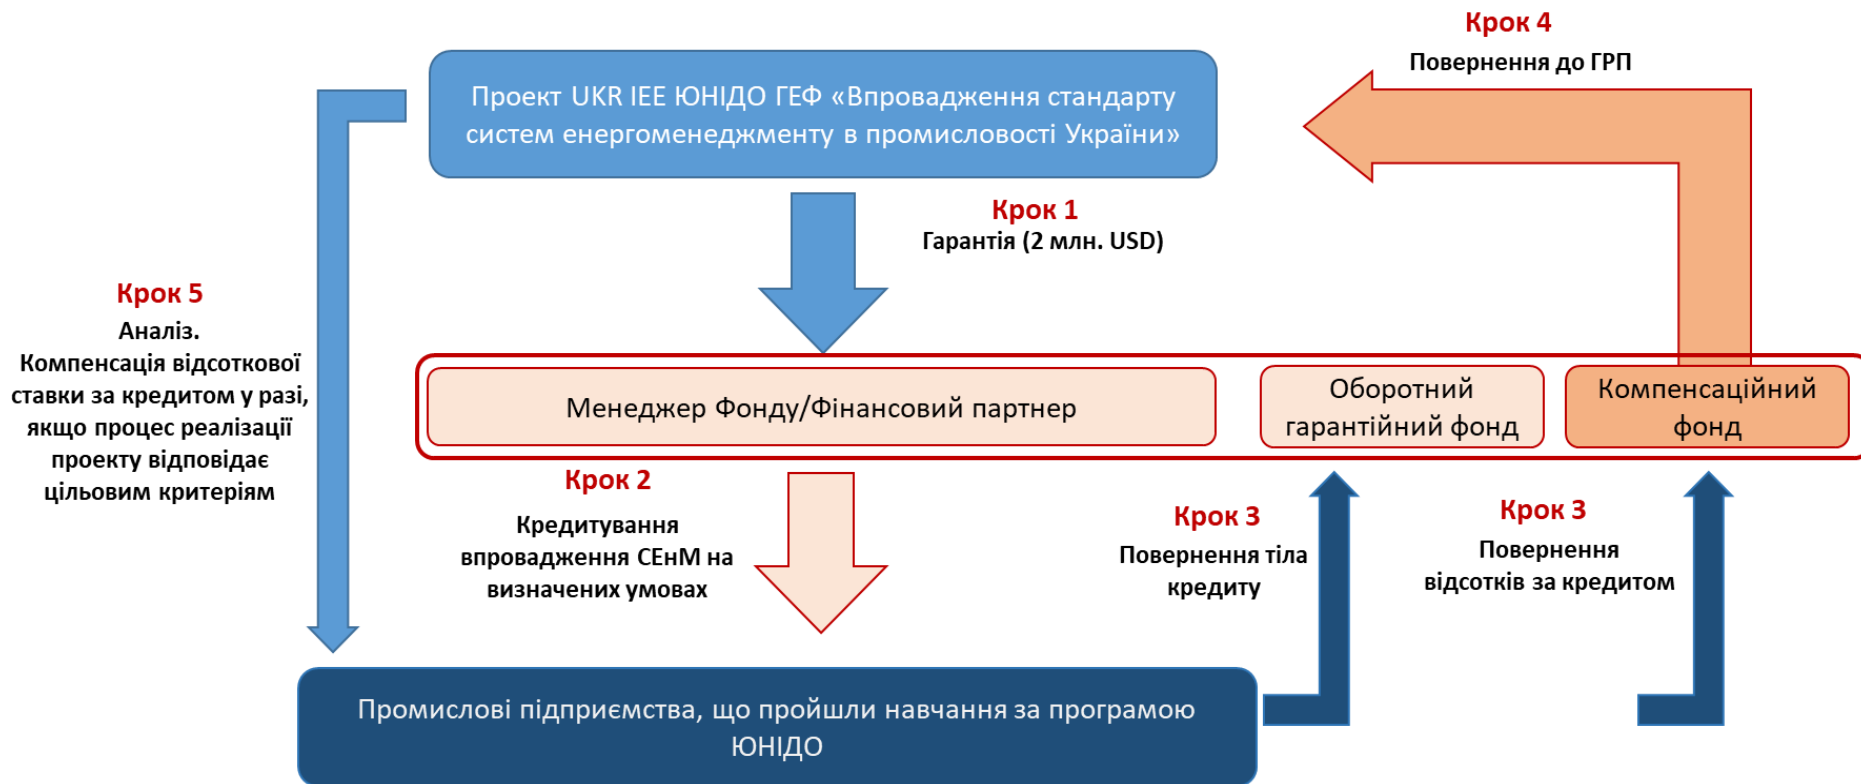 Крок 4
Повернення до ГРП
Проект UKR IEE ЮНІДО ГЕФ «Впровадження стандарту
систем енергоменеджменту в промисловості України»
Крок 1
Гарантія (2 млн. USD)
Крок 5
Аналіз.
Компенсація відсоткової
ставки за кредитом у разі,
якщо процес реалізації
проекту відповідає
цільовим критеріям
Менеджер Фонду/Фінансовий партнер
Оборотний
гарантійний фонд
Компенсаційний
фонд
Крок 2
Кредитування
впровадження СЕнМ на
визначених умовах
Крок 3
Повернення тіла
кредиту
Крок 3
Повернення
відсотків за кредитом
Промислові підприємства, що пройшли навчання за програмою
ЮНІДО